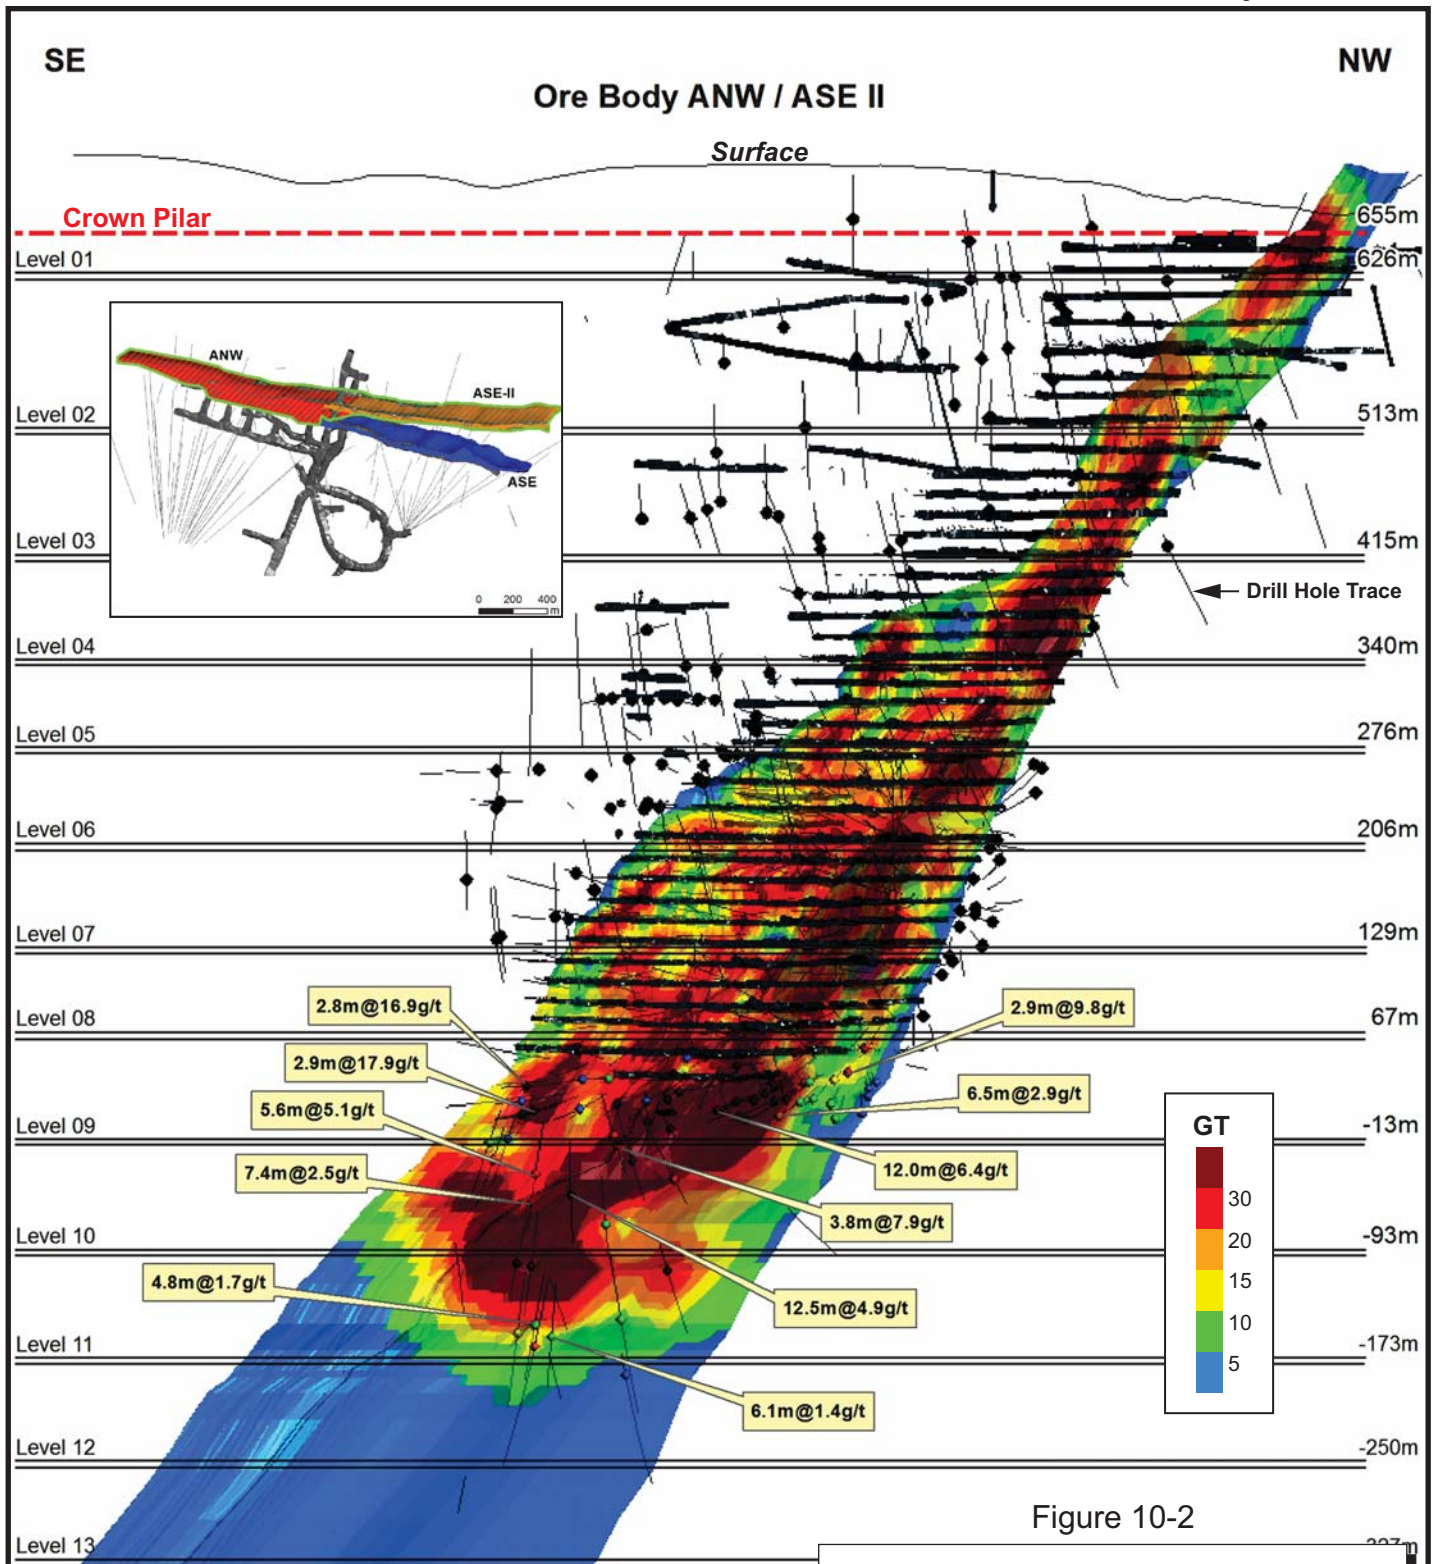 SE
NW
Ore Body ANW / ASE II
Surface
Crown Pilar
655m
Level 01
626m
ANW
ASE-II
ASE
0 200 400
m
Level 02
513m
Level 03
415m
Drill Hole Trace
Level 04
340m
Level 05
276m
Level 06
206m
Level 07
129m
2.8m@16.9g/t
2.9m@9.8g/t
Level 08
67m
2.9m@17.9g/t
6.5m@2.9g/t
5.6m@5.1g/t
Level 09
-13m
GT
30
20
15
10
5
7.4m@2.5g/t
12.0m@6.4g/t
3.8m@7.9g/t
Level 10
-93m
4.8m@1.7g/t
12.5m@4.9g/t
Level 11
-173m
6.1m@1.4g/t
Level 12
-250m
Figure 10-2
Level 13